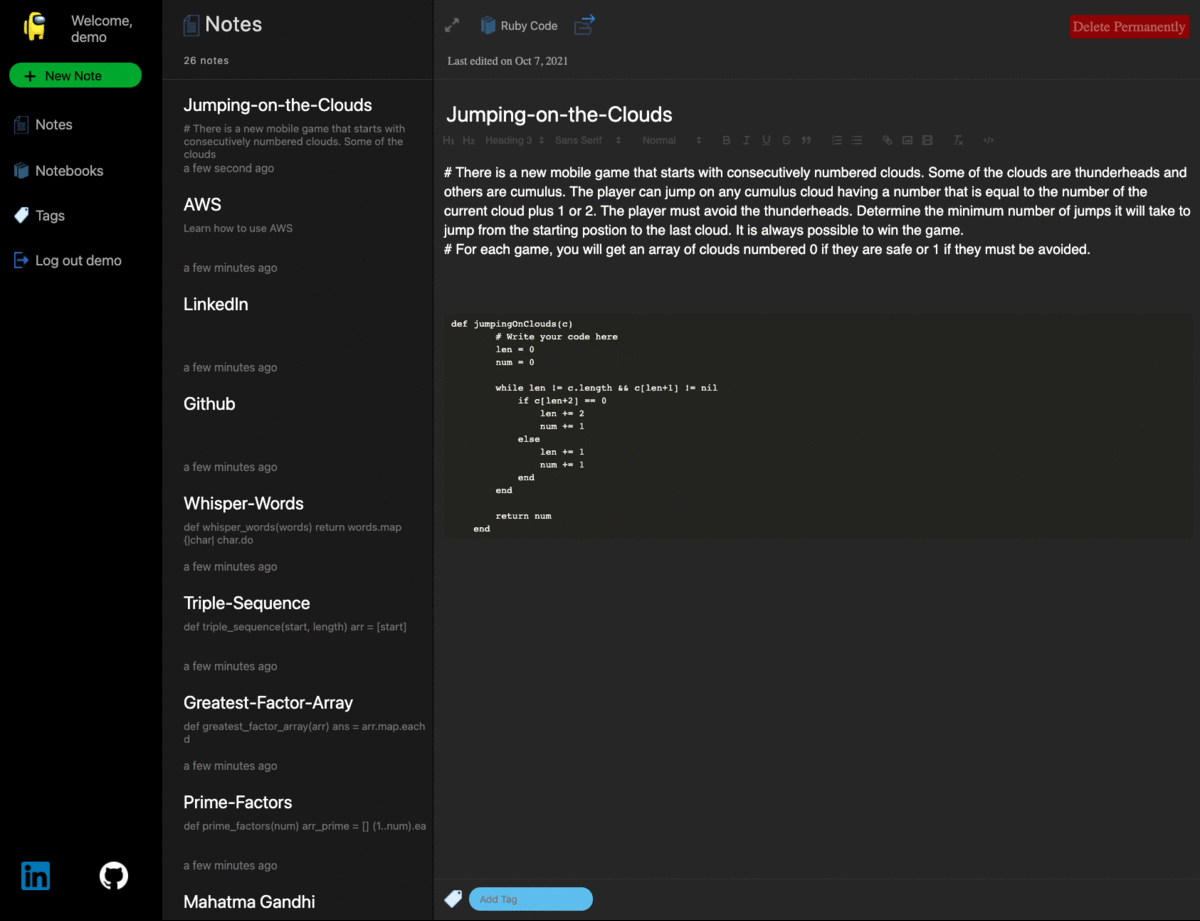 Welcome,
demo
+ New Note
Notes
Notebooks
Tags
Log out demo
in
Notes
26 notes
Jumping-on-the-Clouds
# There is a new mobile game that starts with
consecutively numbered clouds. Some of the
clouds
a few second ago
AWS
Learn how to use AWS
a few minutes ago
LinkedIn
a few minutes ago
Github
a few minutes ago
Whisper-Words
def whisper_words(words) return words.map
{|char| char.do
a few minutes ago
Triple-Sequence
def triple_sequence(start, length) arr = [start]
a few minutes ago
Greatest-Factor-Array
def greatest_factor_array(arr) ans = arr.map.each
d
a few minutes ago
Prime-Factors
def prime_factors(num) arr_prime = [] (1..num).ea
a few minutes ago
Mahatma Gandhi
Ruby Code
Delete Permanently
Last edited on Oct 7, 2021
Jumping-on-the-Clouds
H1 H2 Heading 3 Sans Serif Normal B I U S
# There is a new mobile game that starts with consecutively numbered clouds. Some of the clouds are thunderheads and
others are cumulus. The player can jump on any cumulus cloud having a number that is equal to the number of the
current cloud plus 1 or 2. The player must avoid the thunderheads. Determine the minimum number of jumps it will take to
jump from the starting postion to the last cloud. It is always possible to win the game.
# For each game, you will get an array of clouds numbered 0 if they are safe or 1 if they must be avoided.
def jumpingOnClouds(c)
# Write your code here
len = 0
num = 0
while len != c.length && c[len+1] != nil
if c[len+2] == 0
len += 2
num += 1
else
len += 1
num += 1
end
end
return num
end
Add Tag